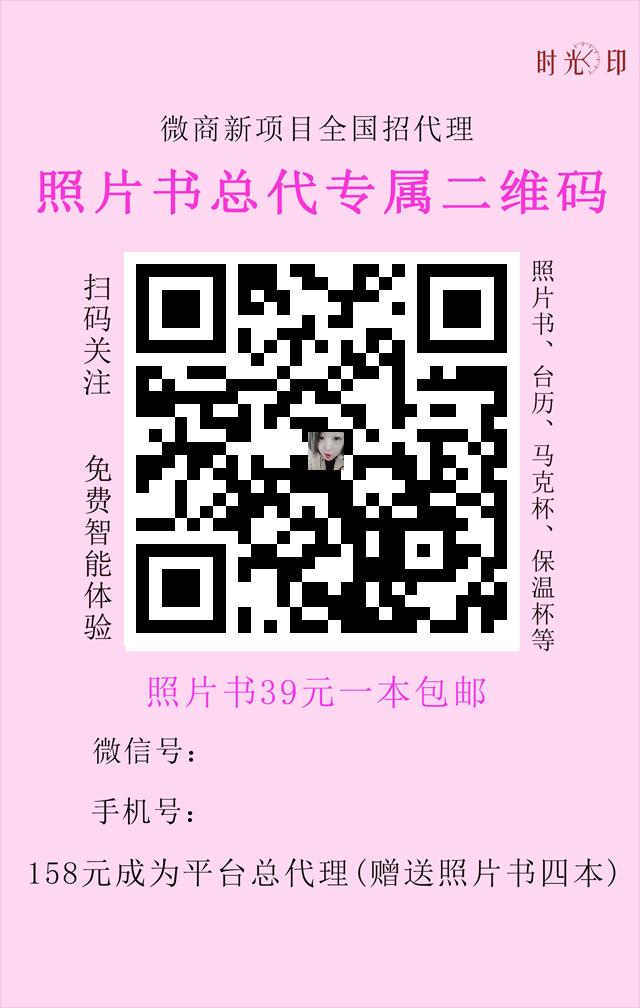 时光印
微商新项目全国招代理
照片书总代专属二维码
扫码关注 免费智能体验
照片书、台历、马克杯、保温杯等
照片书39元一本包邮
微信号：
手机号：
158元成为平台总代理(赠送照片书四本)